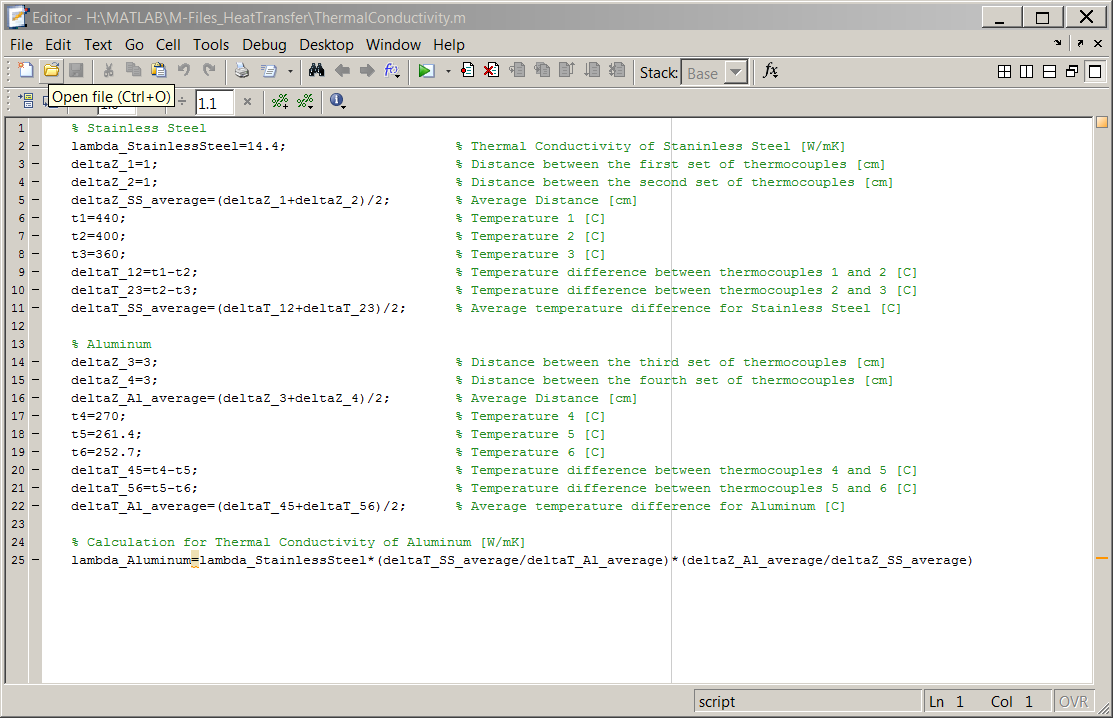 Editor - H:\MATLAB\M-Files_HeatTransfer\ThermalConductivity.m
File Edit Text Go Cell Tools Debug Desktop Window Help
Stack: Base fx
Open file (Ctrl+O)
÷ 1.1 ×
1 % Stainless Steel
2 – lambda_StainlessSteel=14.4; % Thermal Conductivity of Staninless Steel [W/mK]
3 – deltaZ_1=1; % Distance between the first set of thermocouples [cm]
4 – deltaZ_2=1; % Distance between the second set of thermocouples [cm]
5 – deltaZ_SS_average=(deltaZ_1+deltaZ_2)/2; % Average Distance [cm]
6 – t1=440; % Temperature 1 [C]
7 – t2=400; % Temperature 2 [C]
8 – t3=360; % Temperature 3 [C]
9 – deltaT_12=t1-t2; % Temperature difference between thermocouples 1 and 2 [C]
10 – deltaT_23=t2-t3; % Temperature difference between thermocouples 2 and 3 [C]
11 – deltaT_SS_average=(deltaT_12+deltaT_23)/2; % Average temperature difference for Stainless Steel [C]
12
13 % Aluminum
14 – deltaZ_3=3; % Distance between the third set of thermocouples [cm]
15 – deltaZ_4=3; % Distance between the fourth set of thermocouples [cm]
16 – deltaZ_Al_average=(deltaZ_3+deltaZ_4)/2; % Average Distance [cm]
17 – t4=270; % Temperature 4 [C]
18 – t5=261.4; % Temperature 5 [C]
19 – t6=252.7; % Temperature 6 [C]
20 – deltaT_45=t4-t5; % Temperature difference between thermocouples 4 and 5 [C]
21 – deltaT_56=t5-t6; % Temperature difference between thermocouples 5 and 6 [C]
22 – deltaT_Al_average=(deltaT_45+deltaT_56)/2; % Average temperature difference for Aluminum [C]
23
24 % Calculation for Thermal Conductivity of Aluminum [W/mK]
25 – lambda_Aluminum=lambda_StainlessSteel*(deltaT_SS_average/deltaT_Al_average)*(deltaZ_Al_average/deltaZ_SS_average)
script Ln 1 Col 1 OVR